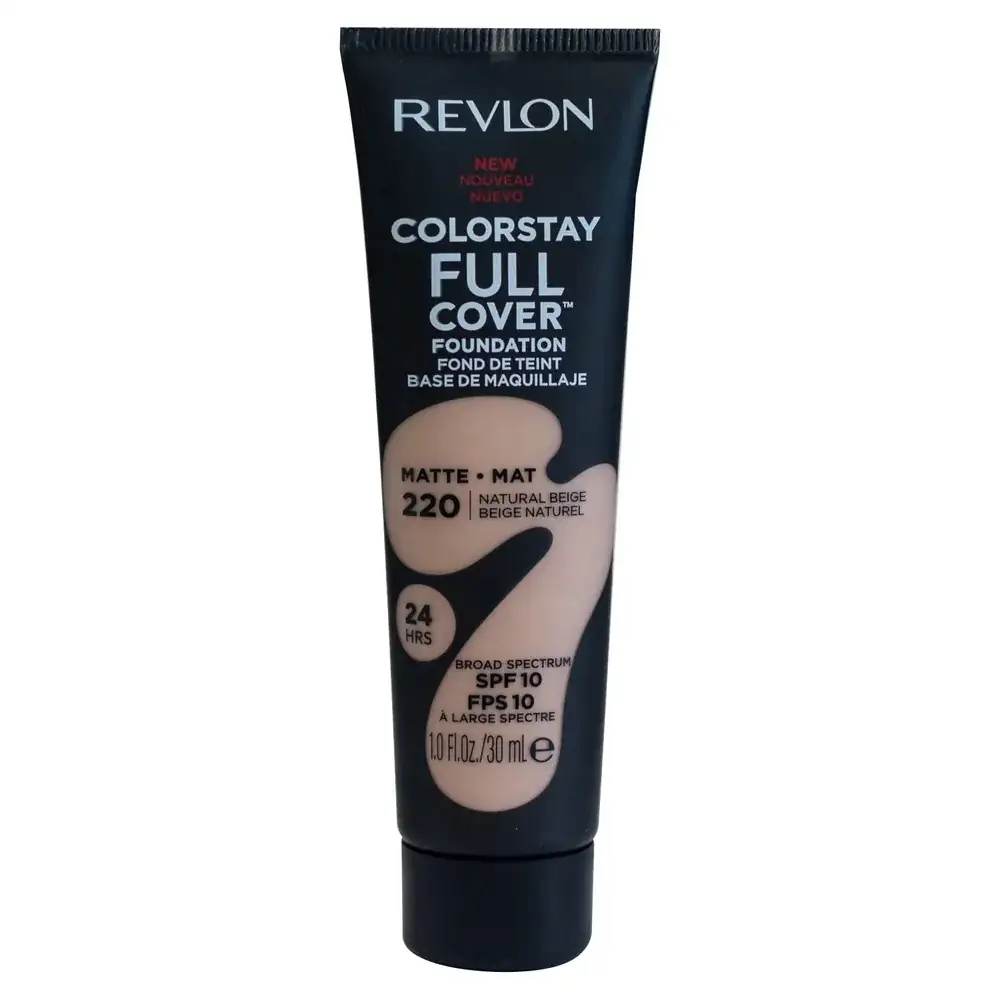 REVLON
NEW
NOUVEAU
NUEVO
COLORSTAY
FULL
COVER™
FOUNDATION
FOND DE TEINT
BASE DE MAQUILLAJE
MATTE • MAT
220 | NATURAL BEIGE
BEIGE NATUREL
24
HRS
BROAD SPECTRUM
SPF 10
FPS 10
À LARGE SPECTRE
1.0 Fl.Oz./30 mL e